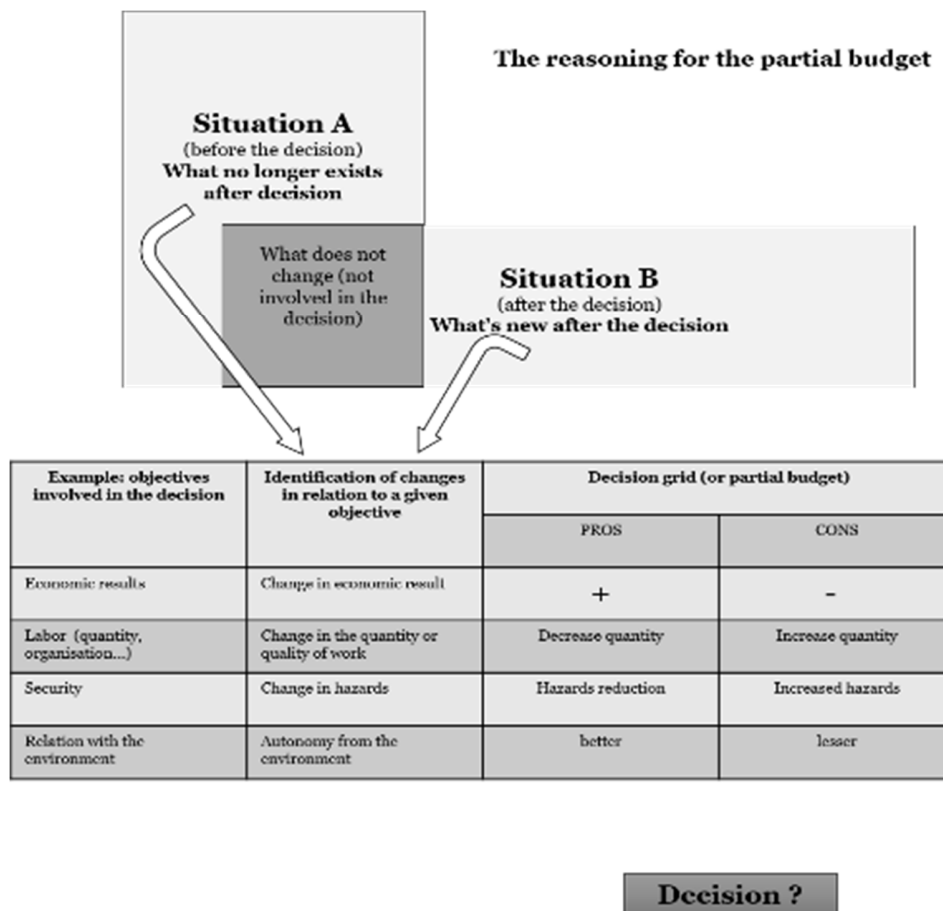 The reasoning for the partial budget
Situation A
(before the decision)
What no longer exists
after decision
What does not
change (not
involved in the
decision)
Situation B
(after the decision)
What's new after the decision
Example: objectives
involved in the decision
Identification of changes
in relation to a given
objective
Decision grid (or partial budget)
PROS
CONS
Economic results
Change in economic result
+
-
Labor (quantity,
organisation...)
Change in the quantity or
quality of work
Decrease quantity
Increase quantity
Security
Change in hazards
Hazards reduction
Increased hazards
Relation with the
environment
Autonomy from the
environment
better
lesser
Decision ?